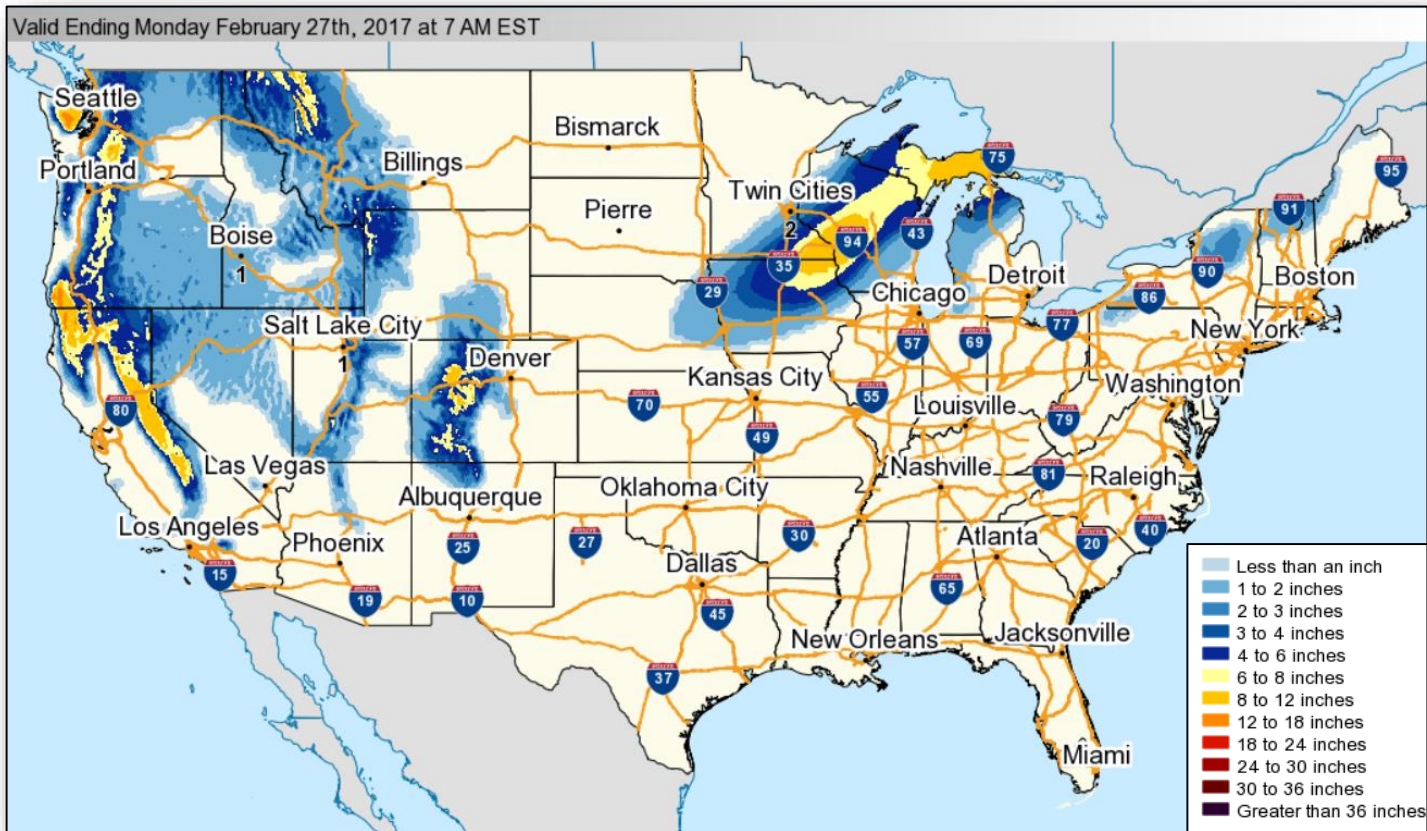 Valid Ending Monday February 27th, 2017 at 7 AM EST
Seattle
Portland
Billings
Bismarck
Pierre
Twin Cities
2
75
95
91
Boise
1
94
43
35
29
90
Boston
Detroit
86
Chicago
Salt Lake City
1
Denver
77
New York
57
69
Kansas City
Washington
80
70
55
Louisville
79
49
Las Vegas
Nashville
81
Albuquerque
Oklahoma City
Raleigh
Los Angeles
Phoenix
25
27
30
Atlanta
20
40
15
Dallas
19
10
65
45
New Orleans
Jacksonville
37
Miami
Less than an inch
1 to 2 inches
2 to 3 inches
3 to 4 inches
4 to 6 inches
6 to 8 inches
8 to 12 inches
12 to 18 inches
18 to 24 inches
24 to 30 inches
30 to 36 inches
Greater than 36 inches